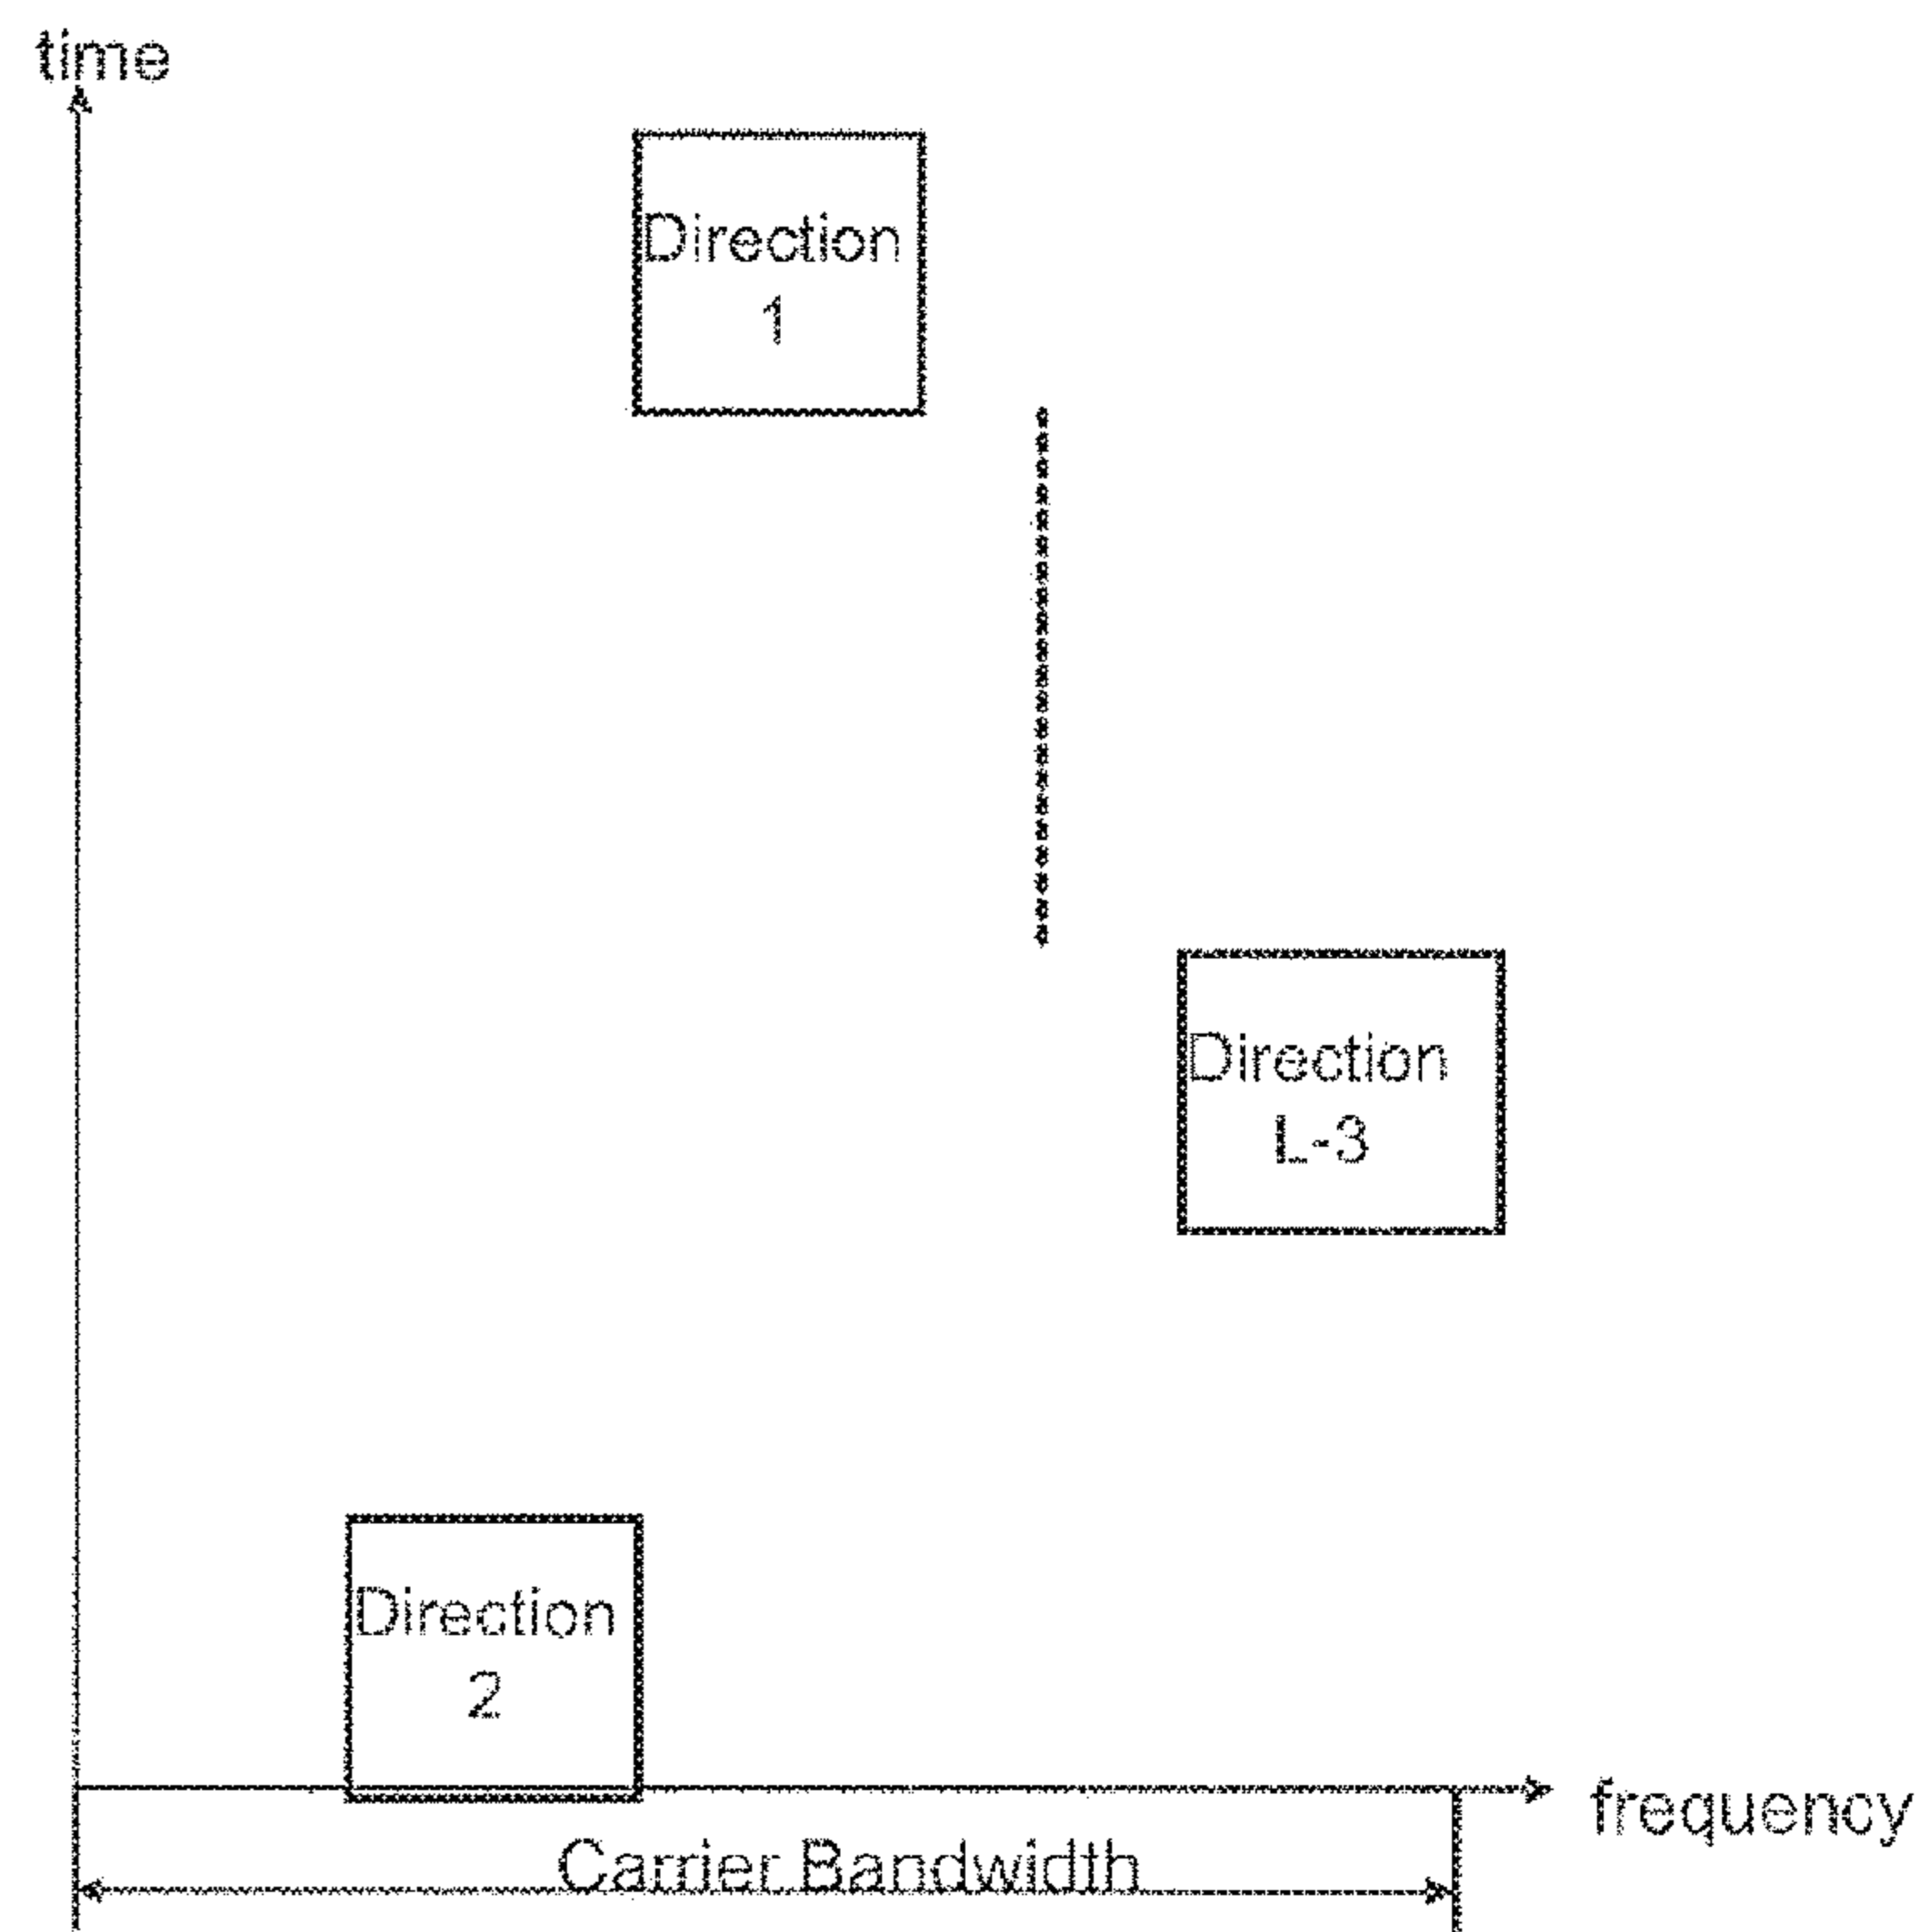 time
Direction
1
Direction
L-3
Direction
2
frequency
Carrier Bandwidth